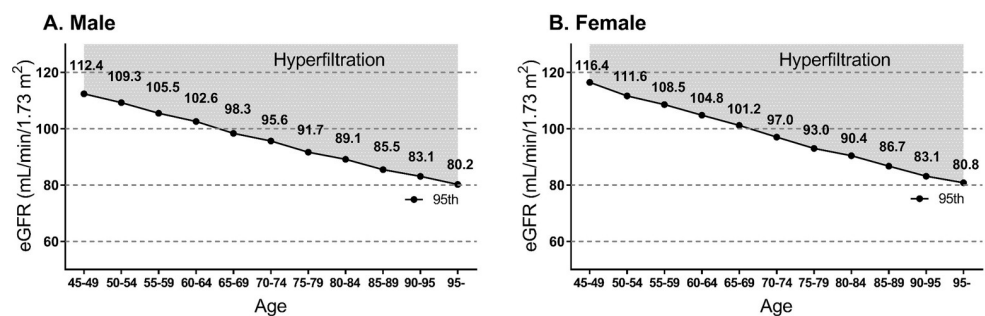 A. Male
eGFR (mL/min/1.73 m²)
120
100
80
60
Hyperfiltration
112.4
109.3
105.5
102.6
98.3
95.6
91.7
89.1
85.5
83.1
80.2
95th
45-49 50-54 55-59 60-64 65-69 70-74 75-79 80-84 85-89 90-95 95-
Age
B. Female
eGFR (mL/min/1.73 m²)
120
100
80
60
Hyperfiltration
116.4
111.6
108.5
104.8
101.2
97.0
93.0
90.4
86.7
83.1
80.8
95th
45-49 50-54 55-59 60-64 65-69 70-74 75-79 80-84 85-89 90-95 95-
Age